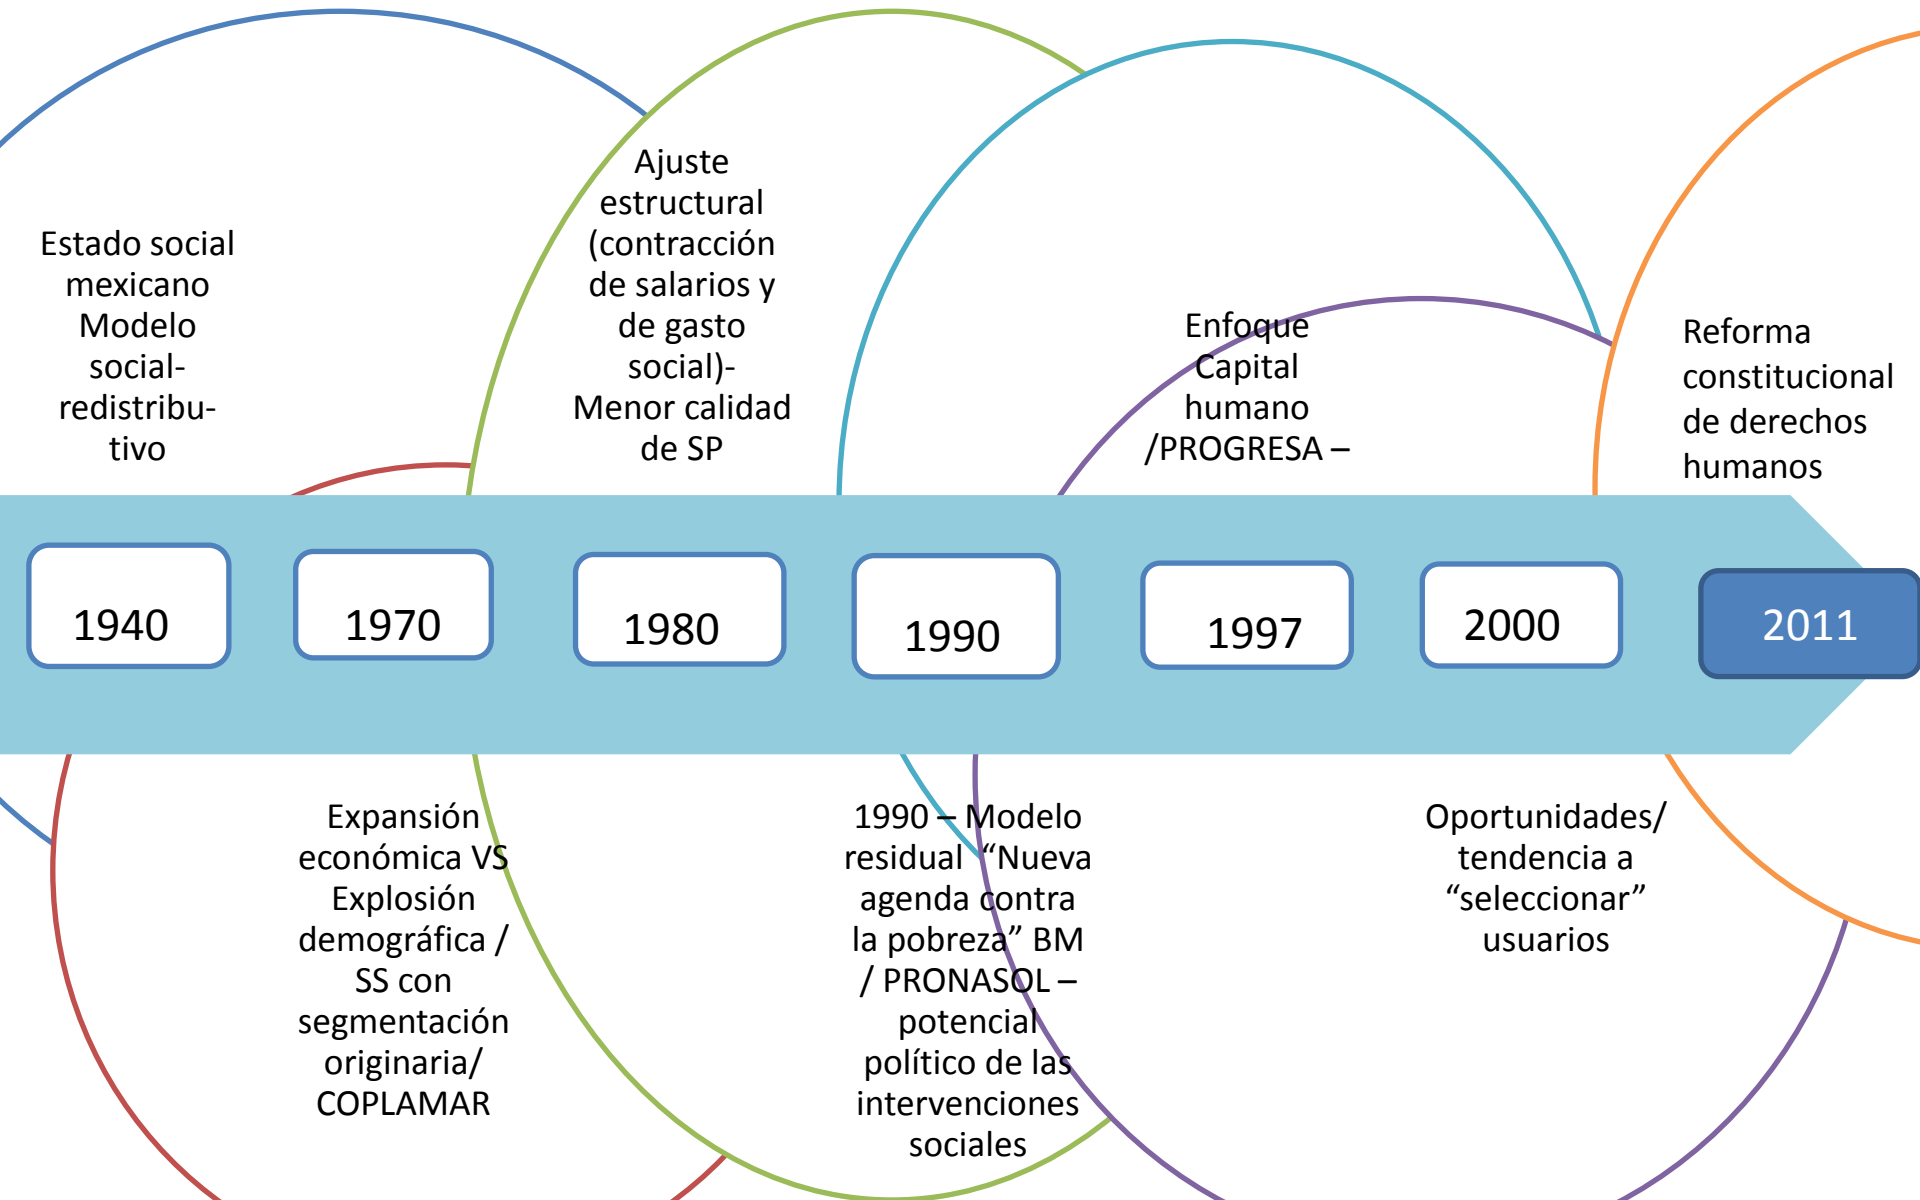 Estado social
mexicano
Modelo
social-
redistribu-
tivo
Ajuste
estructural
(contracción
de salarios y
de gasto
social)-
Menor calidad
de SP
Enfoque
Capital
humano
/PROGRESA –
Reforma
constitucional
de derechos
humanos
1940
1970
1980
1990
1997
2000
2011
Expansión
económica VS
Explosión
demográfica /
SS con
segmentación
originaria/
COPLAMAR
1990 – Modelo
residual “Nueva
agenda contra
la pobreza” BM
/ PRONASOL –
potencial
político de las
intervenciones
sociales
Oportunidades/
tendencia a
“seleccionar”
usuarios